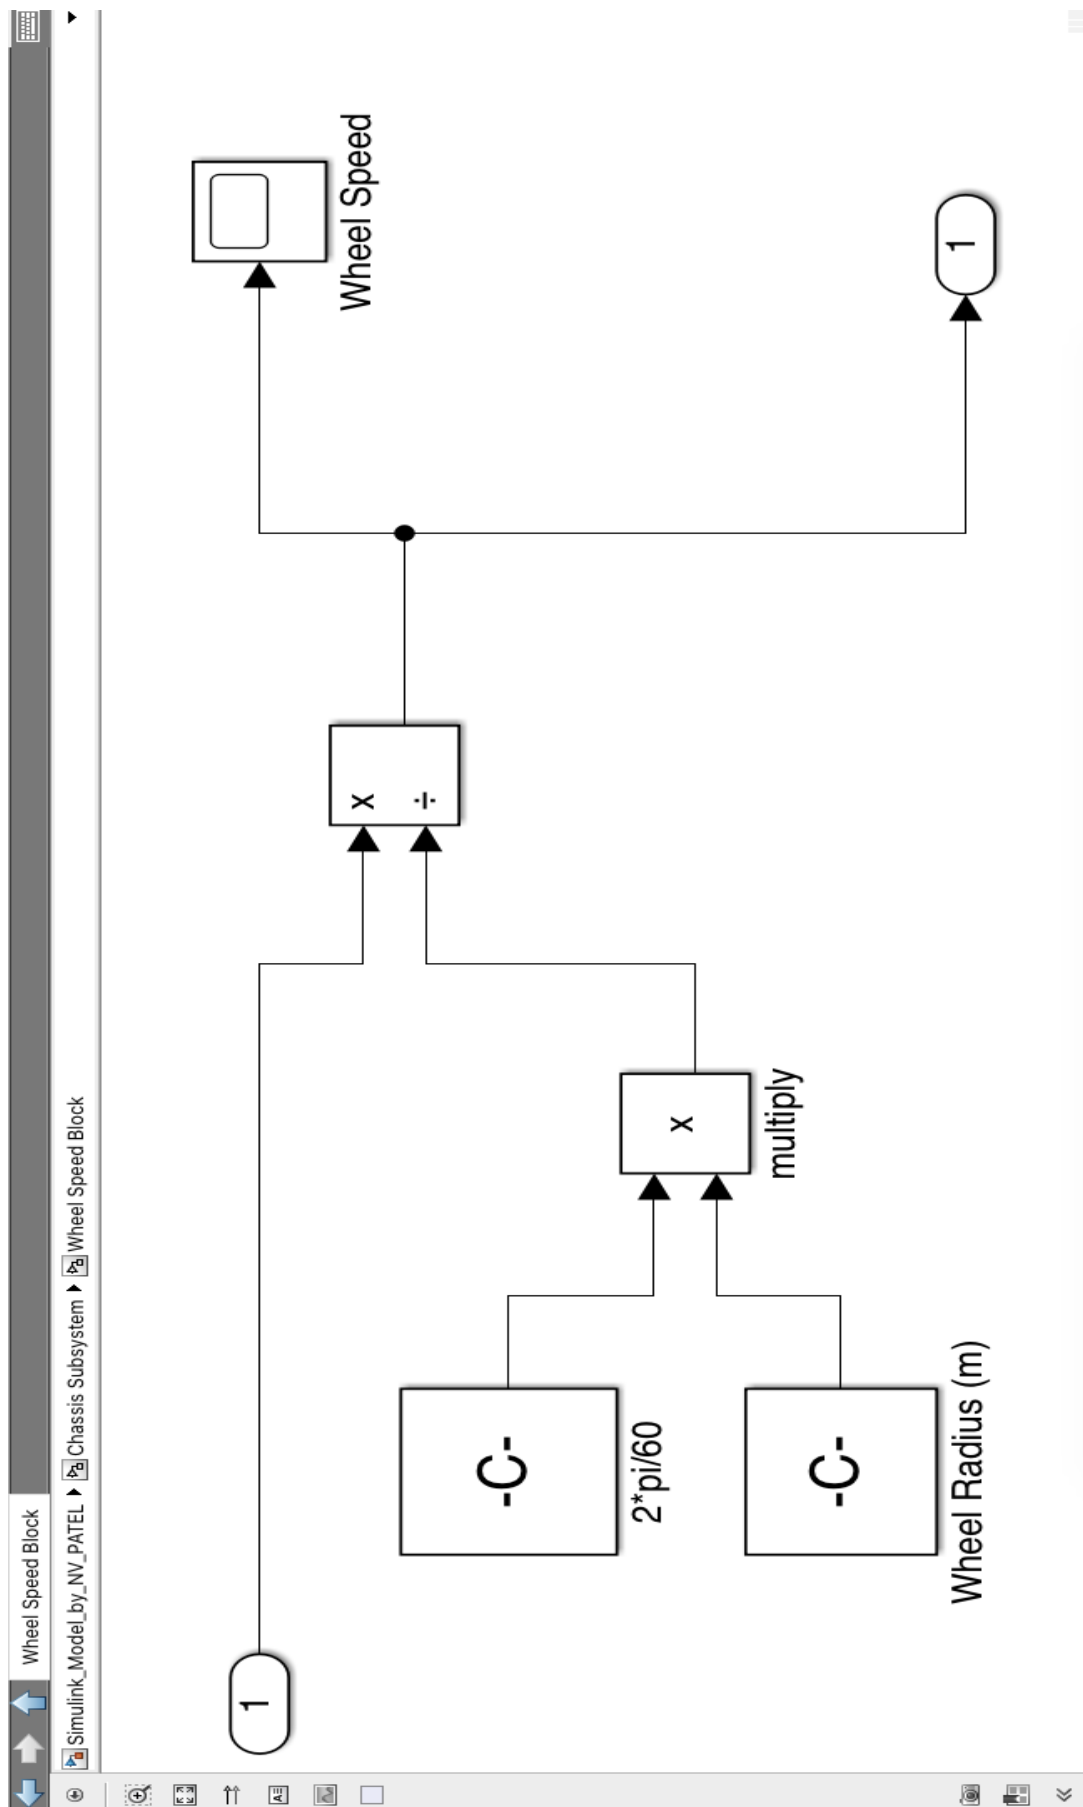 Wheel Speed Block
Simulink_Model_by_NV_PATEL ▶ Chassis Subsystem ▶ Wheel Speed Block
1
Wheel Speed
x
÷
-C-
2*pi/60
x
multiply
-C-
Wheel Radius (m)
1